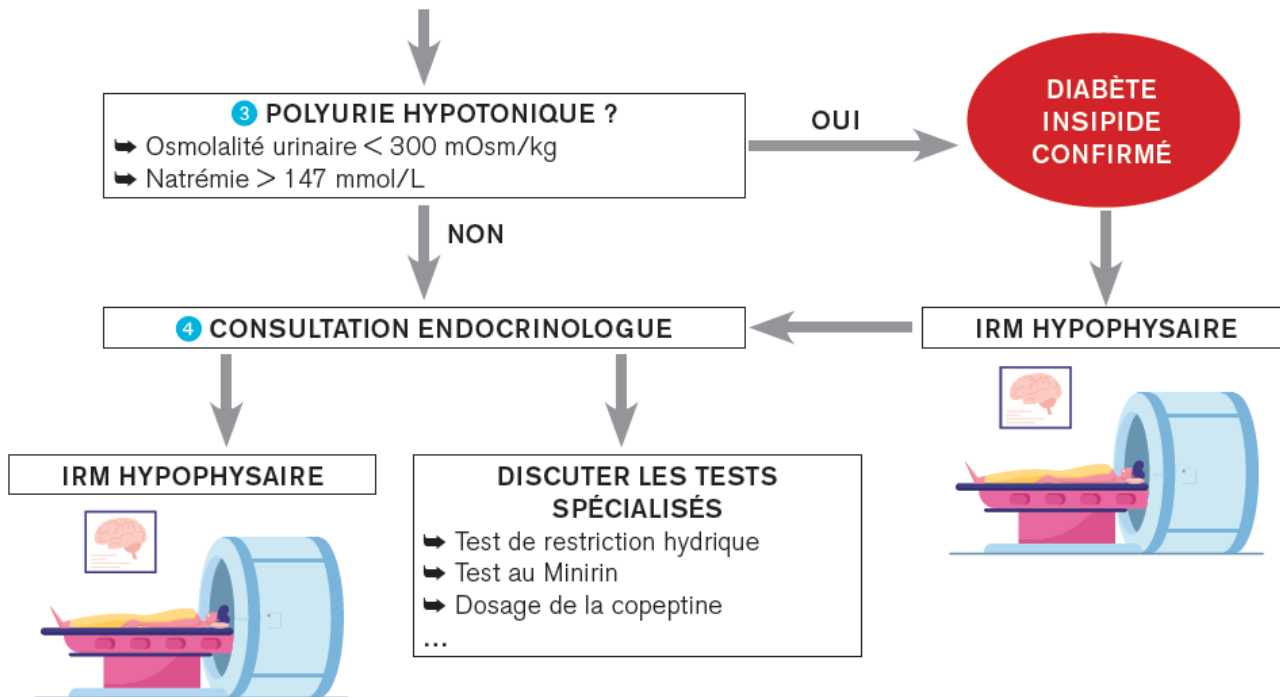 3 POLYURIE HYPOTONIQUE ?
➥ Osmolalité urinaire < 300 mOsm/kg
➥ Natrémie > 147 mmol/L
OUI
DIABÈTE
INSIPIDE
CONFIRMÉ
NON
4 CONSULTATION ENDOCRINOLOGUE
IRM HYPOPHYSAIRE
IRM HYPOPHYSAIRE
DISCUTER LES TESTS
SPÉCIALISÉS
➥ Test de restriction hydrique
➥ Test au Minirin
➥ Dosage de la copeptine
...